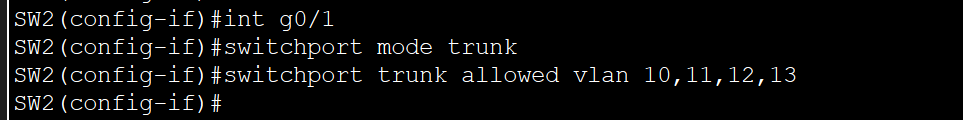 SW2(config-if)#int g0/1
SW2(config-if)#switchport mode trunk
SW2(config-if)#switchport trunk allowed vlan 10,11,12,13
SW2(config-if)#